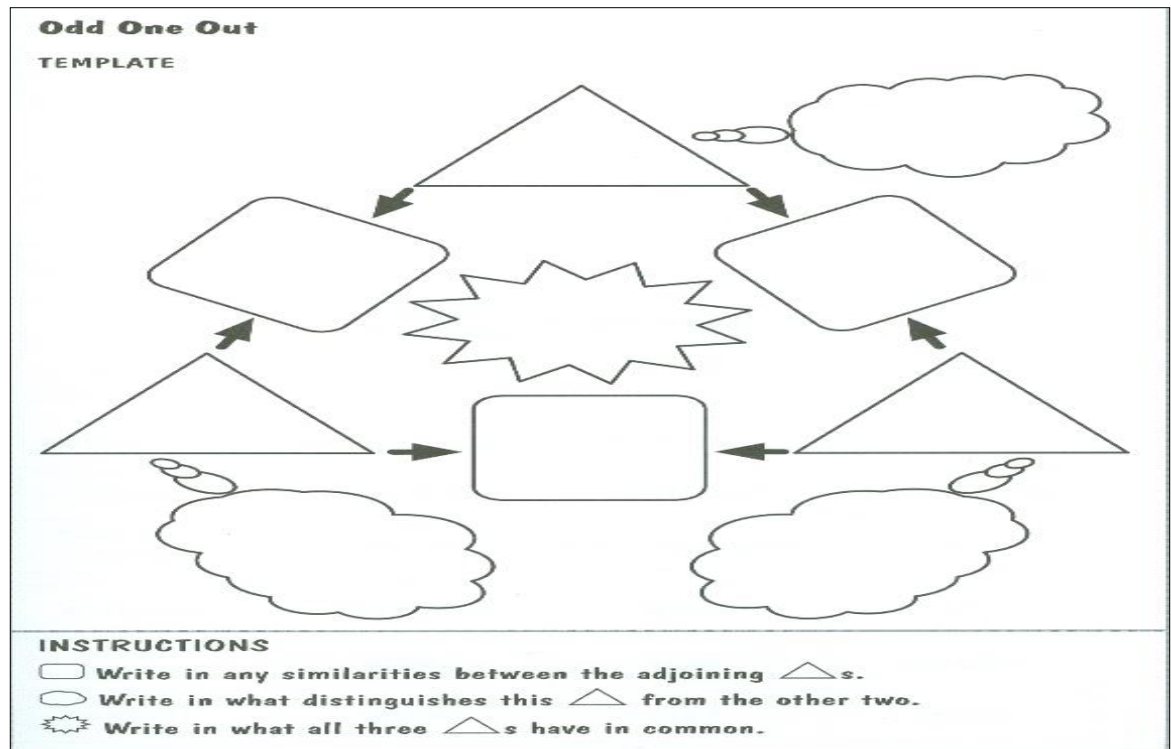 Odd One Out
TEMPLATE
INSTRUCTIONS
Write in any similarities between the adjoining s.
Write in what distinguishes this from the other two.
Write in what all three s have in common.